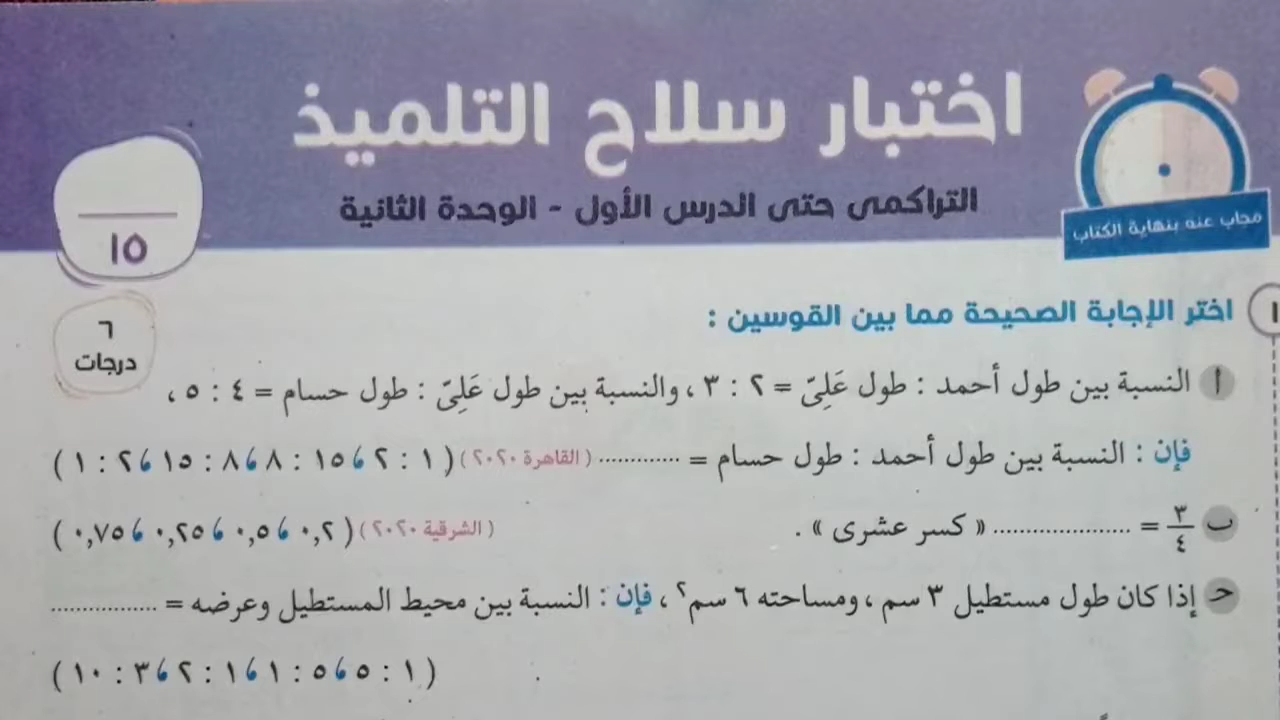 اختبار سلاح التلميذ
التراكمى حتى الدرس الأول - الوحدة الثانية
مجاب عنه بنهاية الكتاب
١٥
١ اختر الإجابة الصحيحة مما بين القوسين :
٦ درجات
أ النسبة بين طول أحمد : طول عَلِىّ = ٢ : ٣ ، والنسبة بين طول عَلِىّ : طول حسام = ٤ : ٥ ،
فإن : النسبة بين طول أحمد : طول حسام = ............ (القاهرة ٢٠٢٠) ( ١ : ٢ ، ١٥ : ٨ ، ٨ : ١٥ ، ٢ : ١ )
ب ٣/٤ = .................... « كسر عشرى » . (الشرقية ٢٠٢٠) ( ٠,٢ ، ٠,٥ ، ٠,٢٥ ، ٠,٧٥ )
حـ إذا كان طول مستطيل ٣ سم ، ومساحته ٦ سم² ، فإن : النسبة بين محيط المستطيل وعرضه = ................
( ١ : ٥ ، ٥ : ١ ، ١ : ٢ ، ٣ : ١٠ )